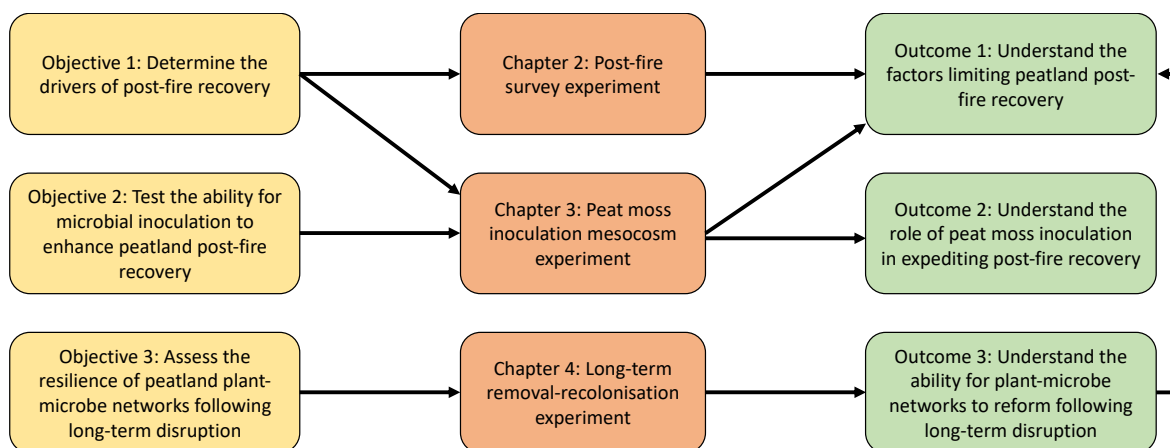 Objective 1: Determine the
drivers of post-fire recovery
Chapter 2: Post-fire
survey experiment
Outcome 1: Understand the
factors limiting peatland post-
fire recovery
Objective 2: Test the ability for
microbial inoculation to
enhance peatland post-fire
recovery
Chapter 3: Peat moss
inoculation mesocosm
experiment
Outcome 2: Understand the
role of peat moss inoculation
in expediting post-fire recovery
Objective 3: Assess the
resilience of peatland plant-
microbe networks following
long-term disruption
Chapter 4: Long-term
removal-recolonisation
experiment
Outcome 3: Understand the
ability for plant-microbe
networks to reform following
long-term disruption